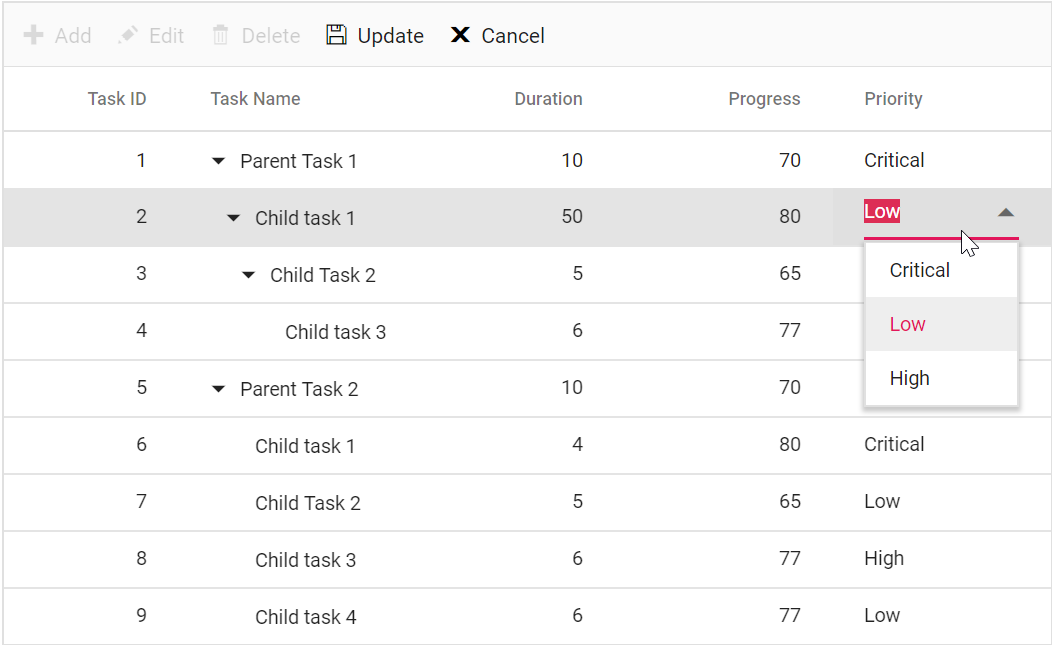 Add Edit Delete Update Cancel
Task ID Task Name Duration Progress Priority
1 Parent Task 1 10 70 Critical
2 Child task 1 50 80 Low
3 Child Task 2 5 65
Critical
4 Child task 3 6 77
Low
5 Parent Task 2 10 70
High
6 Child task 1 4 80 Critical
7 Child Task 2 5 65 Low
8 Child task 3 6 77 High
9 Child task 4 6 77 Low